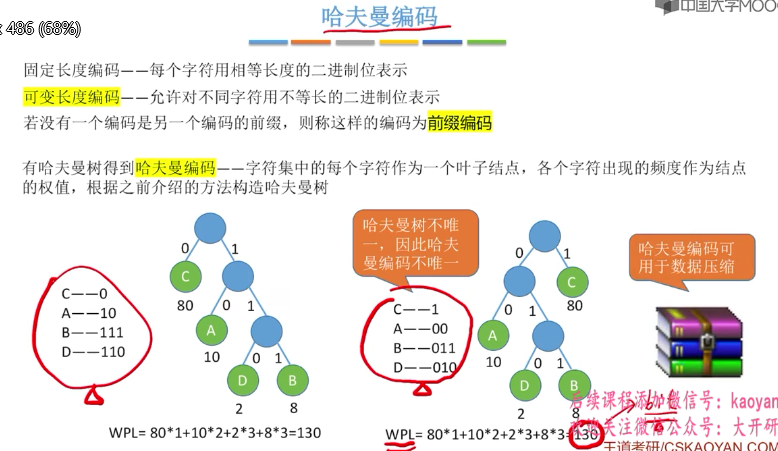 哈夫曼编码
中国大学MOO
486 (68%)
固定长度编码——每个字符用相等长度的二进制位表示
可变长度编码——允许对不同字符用不等长的二进制位表示
若没有一个编码是另一个编码的前缀，则称这样的编码为前缀编码
有哈夫曼树得到哈夫曼编码——字符集中的每个字符作为一个叶子结点，各个字符出现的频度作为结点
的权值，根据之前介绍的方法构造哈夫曼树
C——0
A——10
B——111
D——110
0 1
C
80
0 1
A
10
0 1
D B
2 8
WPL= 80*1+10*2+2*3+8*3=130
哈夫曼树不唯
一，因此哈夫
曼编码不唯一
C——1
A——00
B——011
D——010
0 1
C
80
0 1
A
10
0 1
D B
2 8
WPL= 80*1+10*2+2*3+8*3=130
哈夫曼编码可
用于数据压缩
后续课程添加微信号：kaoyan
关注微信公众号：大开研
王道考研/CSKAOYAN.COM